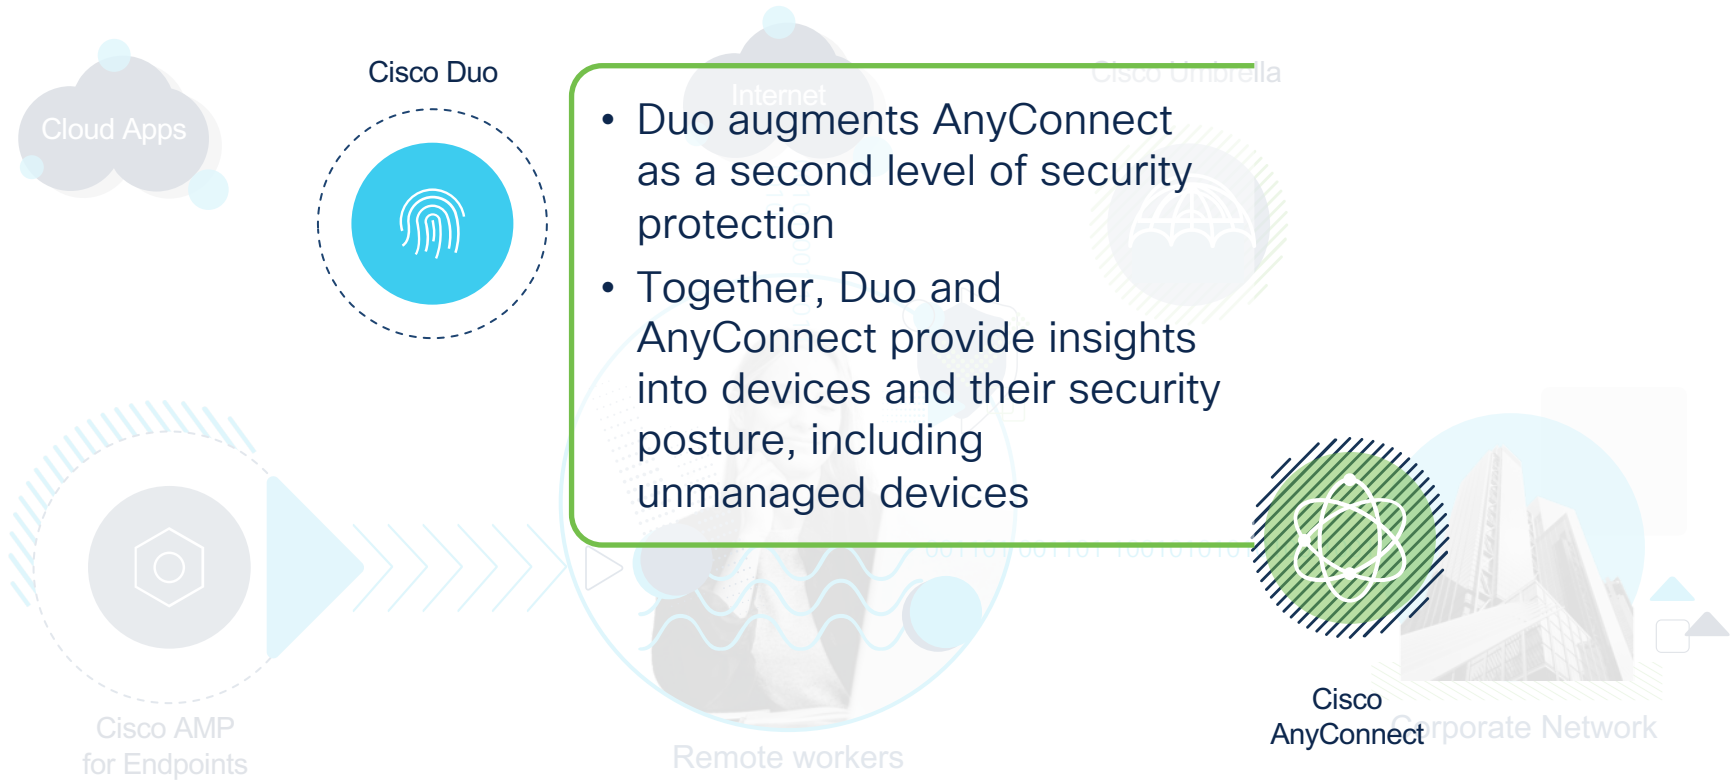 Cisco Duo
Cisco Umbrella
Internet
Cloud Apps
• Duo augments AnyConnect
as a second level of security
protection
• Together, Duo and
AnyConnect provide insights
into devices and their security
posture, including
unmanaged devices
Cisco
AnyConnect
Corporate Network
Cisco AMP
for Endpoints
Remote workers